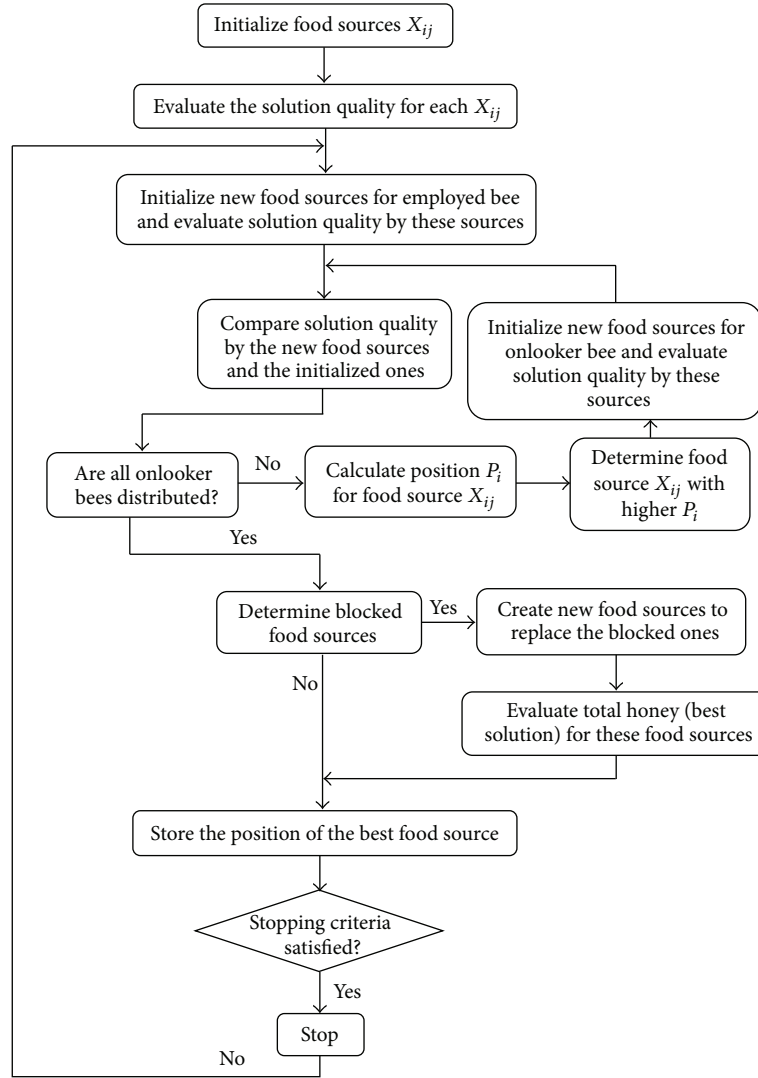 Initialize food sources X_ij
Evaluate the solution quality for each X_ij
Initialize new food sources for employed bee
and evaluate solution quality by these sources
Compare solution quality
by the new food sources
and the initialized ones
Initialize new food sources for
onlooker bee and evaluate
solution quality by these
sources
Are all onlooker
bees distributed?
No
Calculate position P_i
for food source X_ij
Determine food
source X_ij with
higher P_i
Yes
Determine blocked
food sources
Yes
Create new food sources to
replace the blocked ones
No
Evaluate total honey (best
solution) for these food sources
Store the position of the best food source
Stopping criteria
satisfied?
Yes
Stop
No